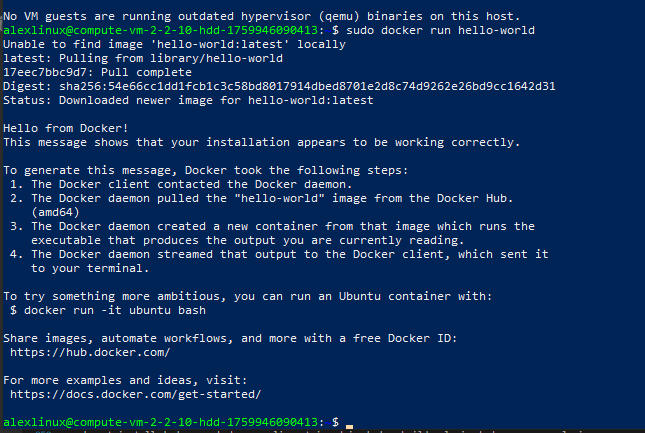 No VM guests are running outdated hypervisor (qemu) binaries on this host.
alexlinux@compute-vm-2-2-10-hdd-1759946090413: $ sudo docker run hello-world
Unable to find image 'hello-world:latest' locally
latest: Pulling from library/hello-world
17eec7bbc9d7: Pull complete
Digest: sha256:54e66cc1dd1fcb1c3c58bd8017914dbed8701e2d8c74d9262e26bd9cc1642d31
Status: Downloaded newer image for hello-world:latest
Hello from Docker!
This message shows that your installation appears to be working correctly.
To generate this message, Docker took the following steps:
1. The Docker client contacted the Docker daemon.
2. The Docker daemon pulled the "hello-world" image from the Docker Hub.
(amd64)
3. The Docker daemon created a new container from that image which runs the
executable that produces the output you are currently reading.
4. The Docker daemon streamed that output to the Docker client, which sent it
to your terminal.
To try something more ambitious, you can run an Ubuntu container with:
$ docker run -it ubuntu bash
Share images, automate workflows, and more with a free Docker ID:
https://hub.docker.com/
For more examples and ideas, visit:
https://docs.docker.com/get-started/
alexlinux@compute-vm-2-2-10-hdd-1759946090413: $